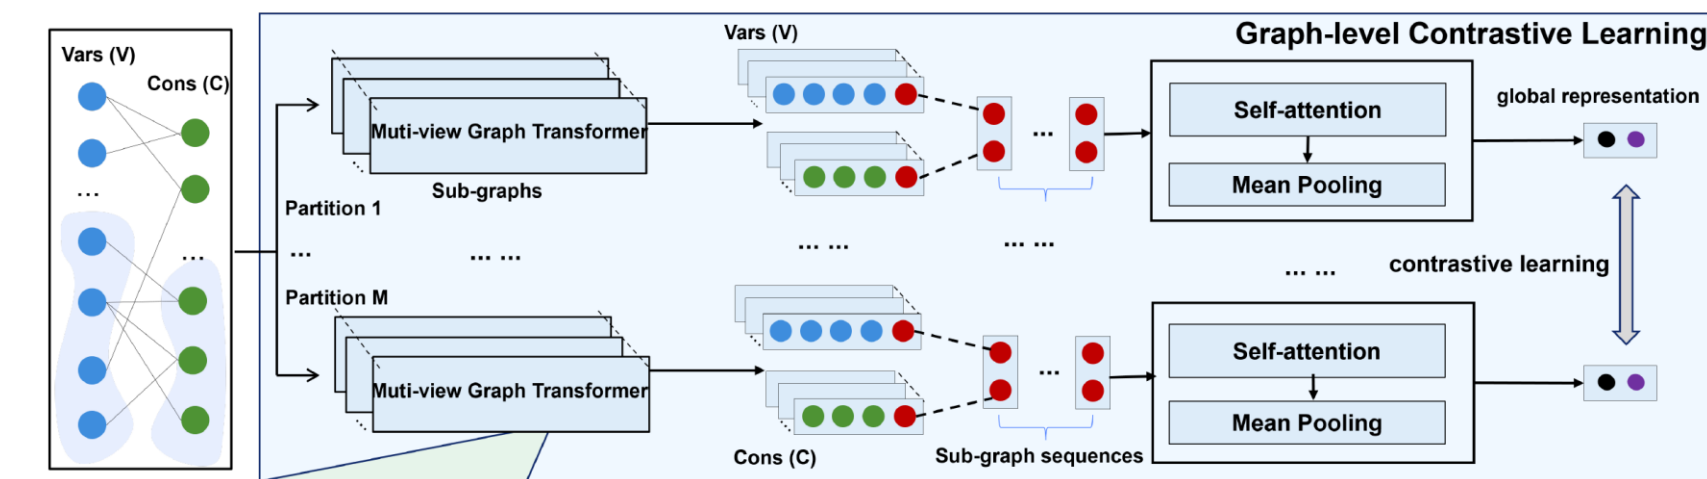 Graph-level Contrastive Learning
Vars (V)
Cons (C)
...
...
Partition 1
...
Partition M
Muti-view Graph Transformer
Sub-graphs
... ...
Muti-view Graph Transformer
Vars (V)
... ...
Cons (C)
...
... ...
...
Sub-graph sequences
Self-attention
Mean Pooling
... ...
Self-attention
Mean Pooling
global representation
contrastive learning